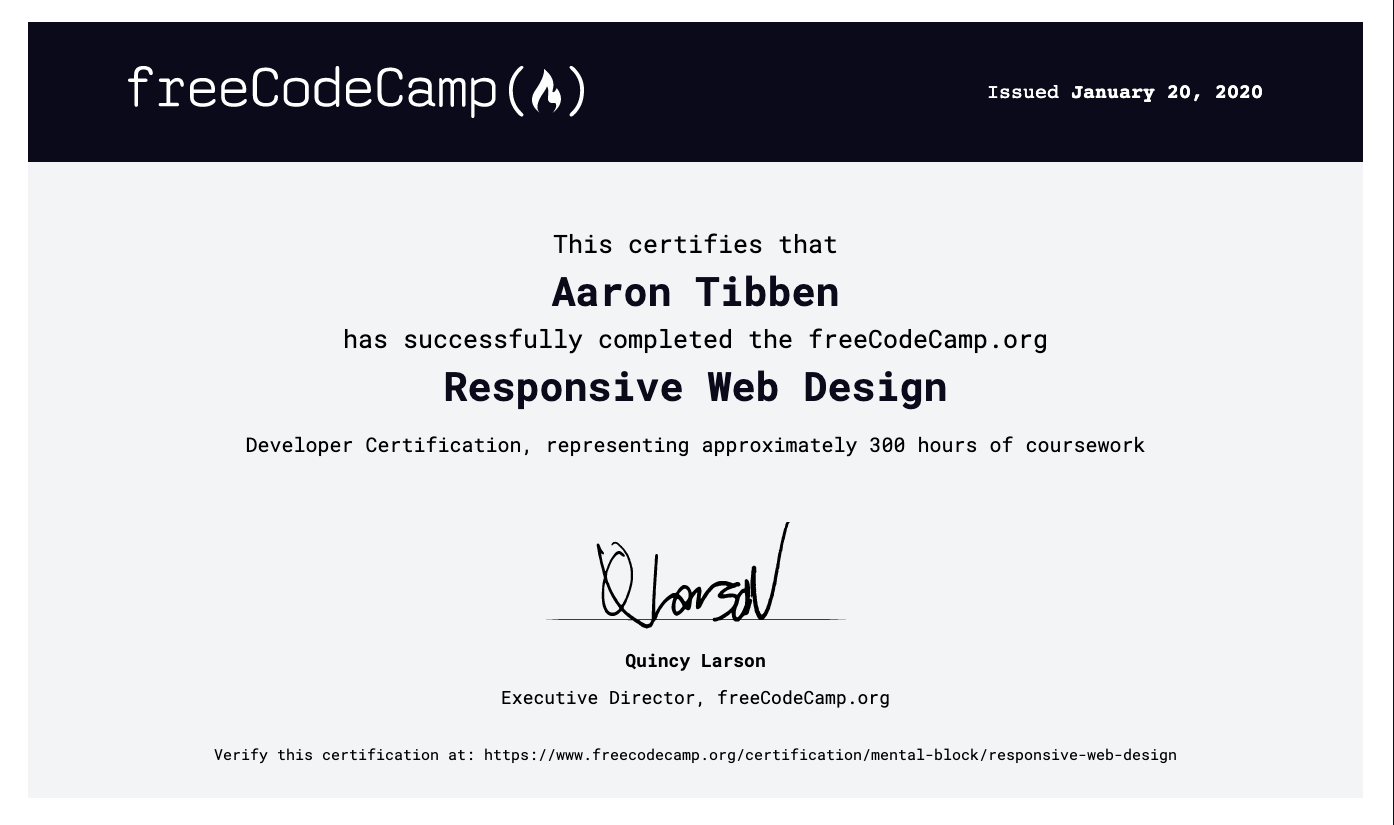 freeCodeCamp(🔥)
Issued January 20, 2020
This certifies that
Aaron Tibben
has successfully completed the freeCodeCamp.org
Responsive Web Design
Developer Certification, representing approximately 300 hours of coursework
Q Larson
Quincy Larson
Executive Director, freeCodeCamp.org
Verify this certification at: https://www.freecodecamp.org/certification/mental-block/responsive-web-design